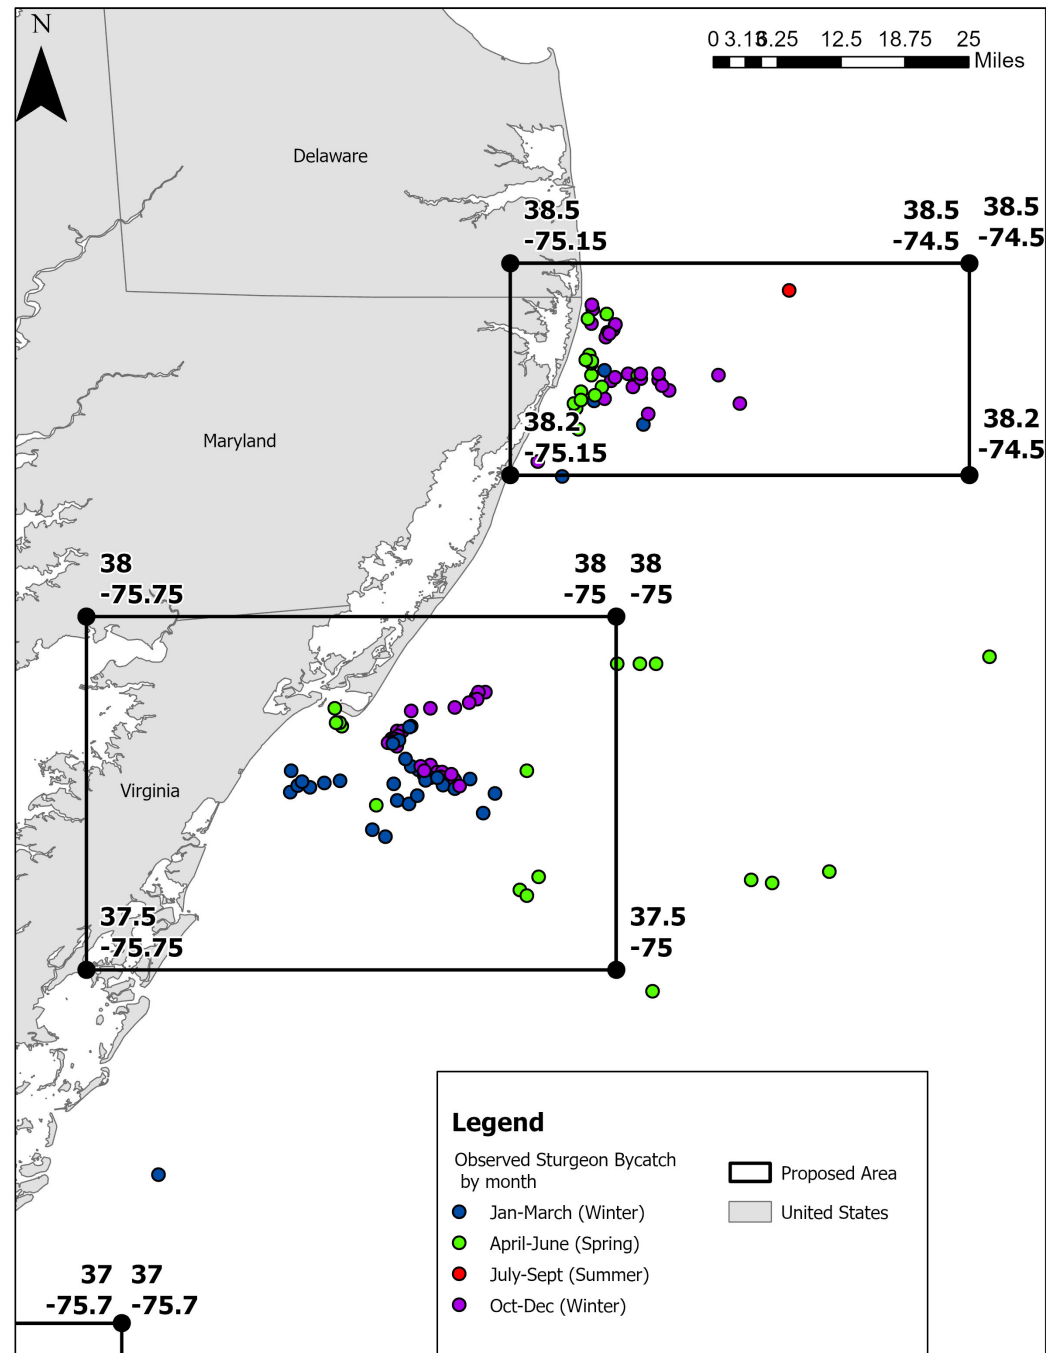 N
0 3.13 6.25 12.5 18.75 25
Miles
Delaware
38.5
-75.15
38.5
-74.5
38.5
-74.5
Maryland
38.2
-75.15
38.2
-74.5
38
-75.75
38
-75
38
-75
Virginia
37.5
-75.75
37.5
-75
Legend
Observed Sturgeon Bycatch
by month
Jan-March (Winter)
April-June (Spring)
July-Sept (Summer)
Oct-Dec (Winter)
Proposed Area
United States
37
-75.7
37
-75.7